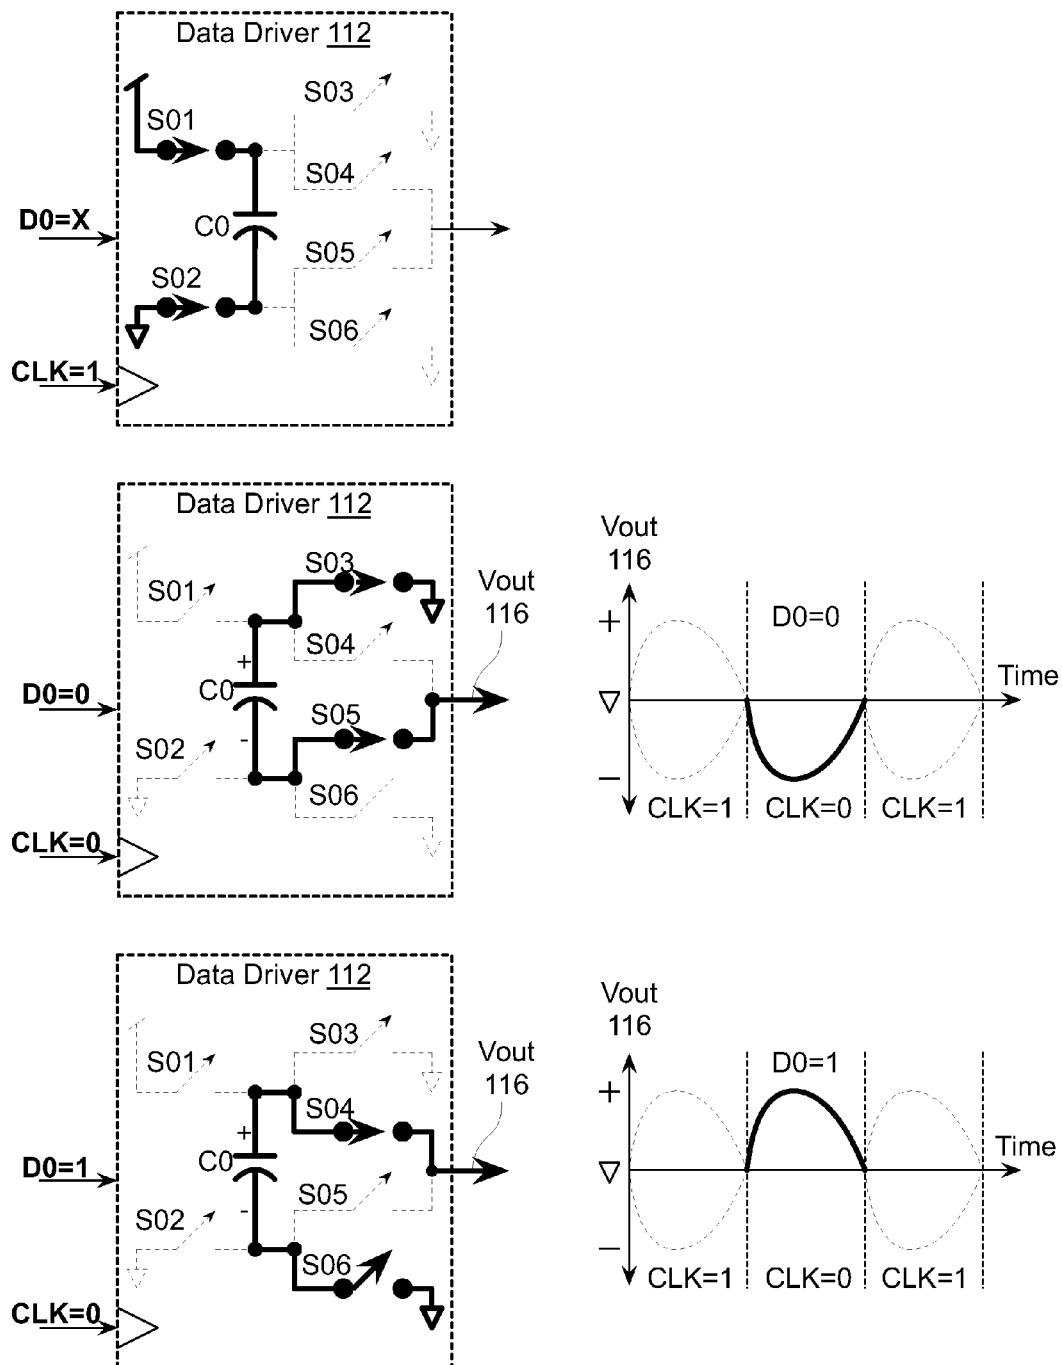 Data Driver 112
S03
S01
S04
D0=X
C0
S05
S02
S06
CLK=1
Data Driver 112
S03
S01
S04
+
C0
D0=0
S05
-
S02
S06
CLK=0
Vout
116
Vout
116
+
D0=0
Time
−
CLK=1
CLK=0
CLK=1
Data Driver 112
S03
S01
S04
+
C0
D0=1
S05
-
S02
S06
CLK=0
Vout
116
Vout
116
+
D0=1
Time
−
CLK=1
CLK=0
CLK=1